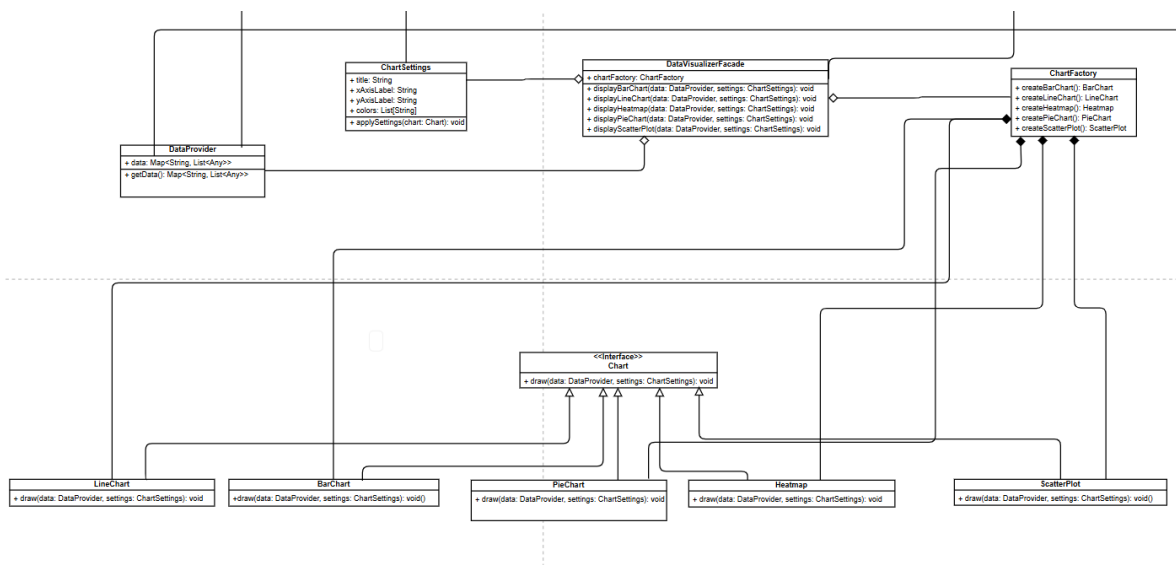 ChartSettings
+ title: String
+ xAxisLabel: String
+ yAxisLabel: String
+ colors: List[String]
+ applySettings(chart: Chart): void
DataVisualizerFacade
+ chartFactory: ChartFactory
+ displayBarChart(data: DataProvider, settings: ChartSettings): void
+ displayLineChart(data: DataProvider, settings: ChartSettings): void
+ displayHeatmap(data: DataProvider, settings: ChartSettings): void
+ displayPieChart(data: DataProvider, settings: ChartSettings): void
+ displayScatterPlot(data: DataProvider, settings: ChartSettings): void
ChartFactory
+ createBarChart(): BarChart
+ createLineChart(): LineChart
+ createHeatmap(): Heatmap
+ createPieChart(): PieChart
+ createScatterPlot(): ScatterPlot
DataProvider
+ data: Map<String, List<Any>>
+ getData(): Map<String, List<Any>>
<<Interface>>
Chart
+ draw(data: DataProvider, settings: ChartSettings): void
LineChart
+ draw(data: DataProvider, settings: ChartSettings): void
BarChart
+draw(data: DataProvider, settings: ChartSettings): void()
PieChart
+ draw(data: DataProvider, settings: ChartSettings): void
Heatmap
+ draw(data: DataProvider, settings: ChartSettings): void
ScatterPlot
+ draw(data: DataProvider, settings: ChartSettings): void()